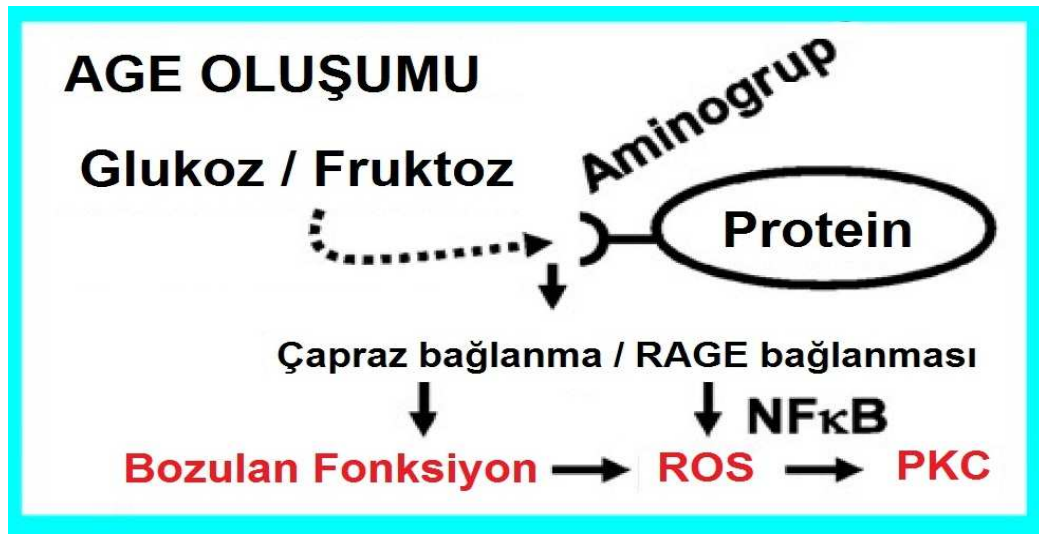 AGE OLUŞUMU
Aminogrup
Glukoz / Fruktoz
Protein
Çapraz bağlanma / RAGE bağlanması
NFκB
Bozulan Fonksiyon ROS PKC